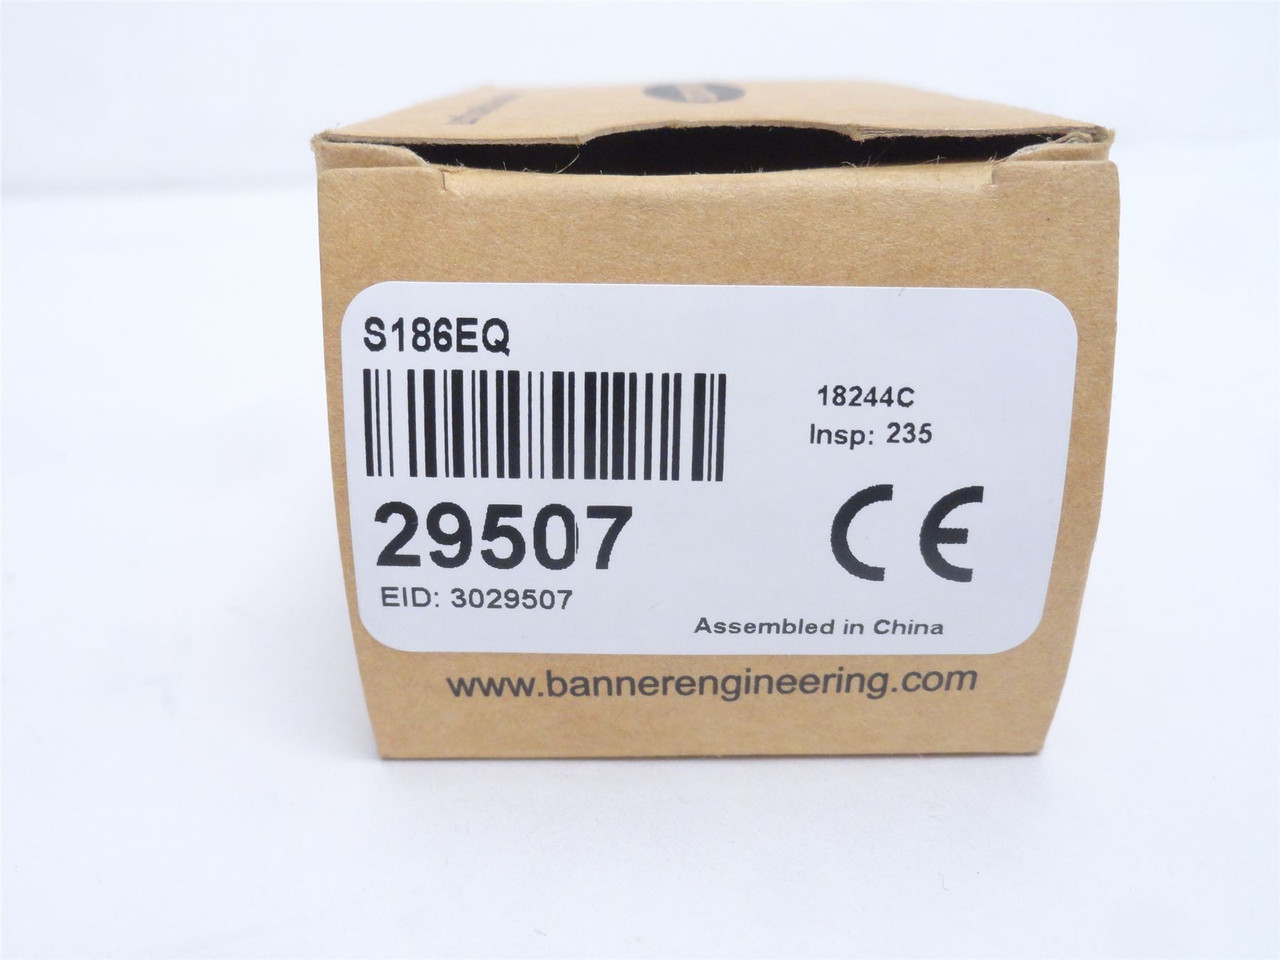 S186EQ
18244C
Insp: 235
29507
EID: 3029507
CE
Assembled in China
www.bannerengineering.com